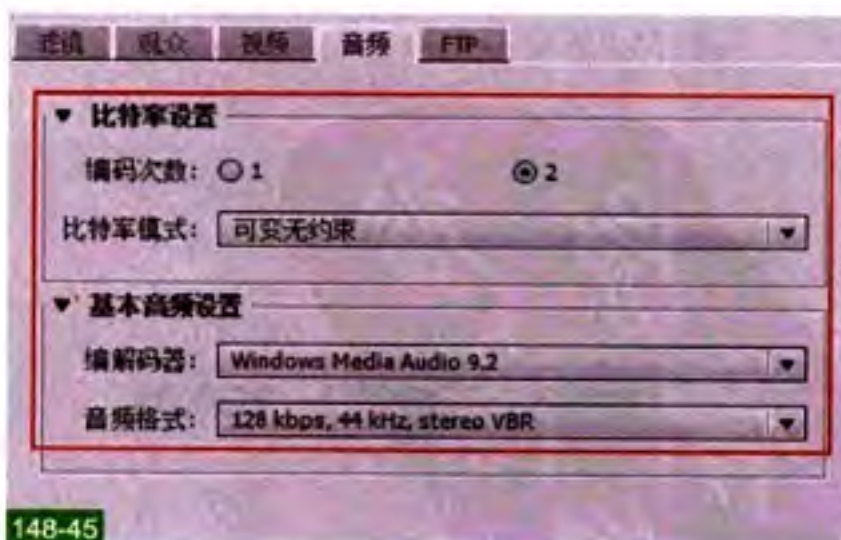 滤镜 观众 视频 音频 FTP
比特率设置
编码次数: 1 2
比特率模式: 可变无约束
基本音频设置
编解码器: Windows Media Audio 9.2
音频格式: 128 kbps, 44 kHz, stereo VBR
148-45